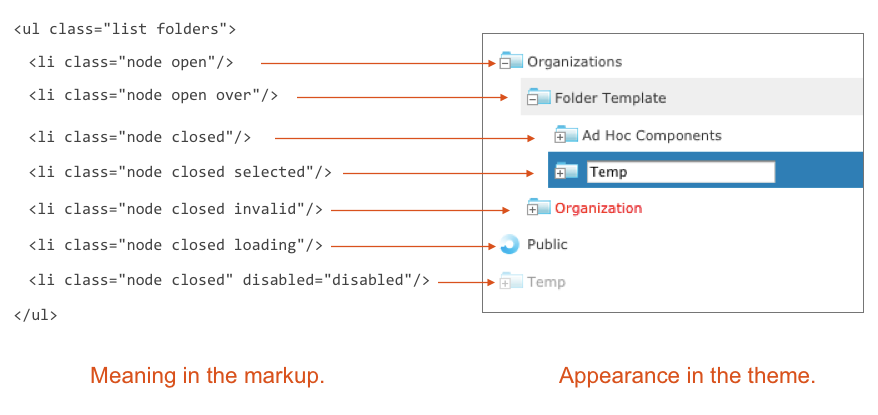 <ul class="list folders">
<li class="node open"/>
Organizations
<li class="node open over"/>
Folder Template
<li class="node closed"/>
Ad Hoc Components
<li class="node closed selected"/>
Temp
<li class="node closed invalid"/>
Organization
<li class="node closed loading"/>
Public
<li class="node closed" disabled="disabled"/>
Temp
</ul>
Meaning in the markup.
Appearance in the theme.